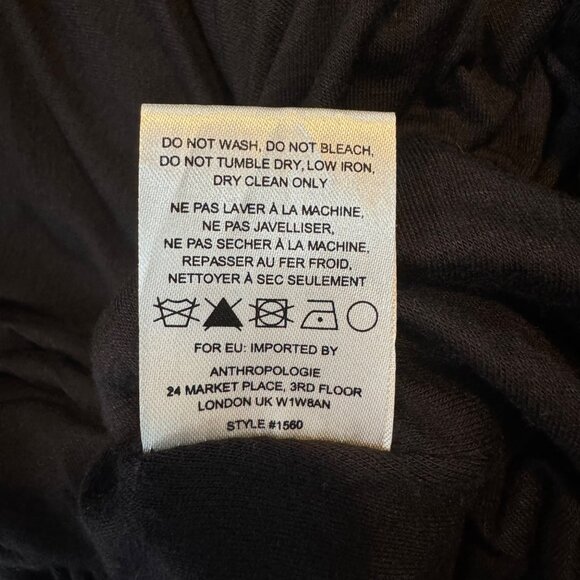 DO NOT WASH, DO NOT BLEACH,
DO NOT TUMBLE DRY, LOW IRON,
DRY CLEAN ONLY
NE PAS LAVER À LA MACHINE,
NE PAS JAVELLISER,
NE PAS SECHER À LA MACHINE,
REPASSER AU FER FROID,
NETTOYER À SEC SEULEMENT
FOR EU: IMPORTED BY
ANTHROPOLOGIE
24 MARKET PLACE, 3RD FLOOR
LONDON UK W1W8AN
STYLE #1560